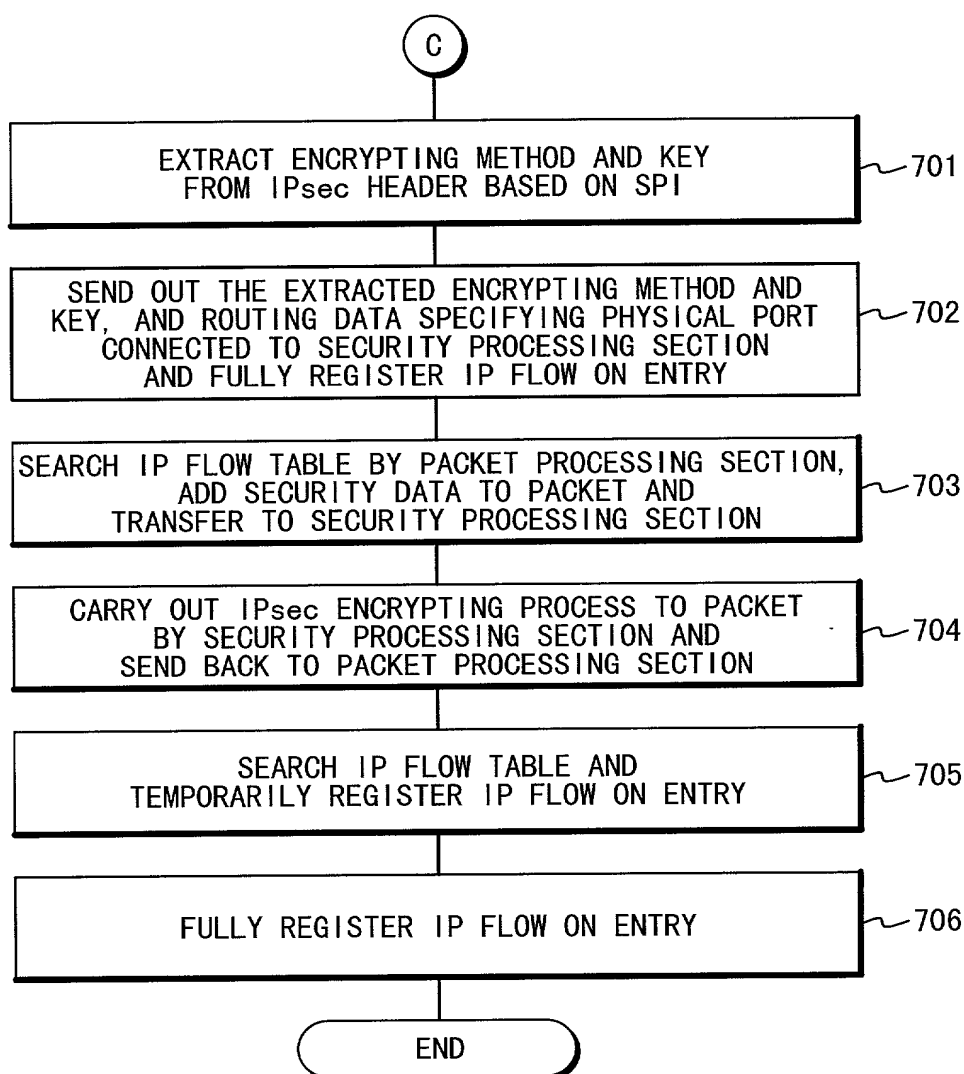 C
EXTRACT ENCRYPTING METHOD AND KEY
FROM IPsec HEADER BASED ON SPI
701
SEND OUT THE EXTRACTED ENCRYPTING METHOD AND
KEY, AND ROUTING DATA SPECIFYING PHYSICAL PORT
CONNECTED TO SECURITY PROCESSING SECTION
AND FULLY REGISTER IP FLOW ON ENTRY
702
SEARCH IP FLOW TABLE BY PACKET PROCESSING SECTION,
ADD SECURITY DATA TO PACKET AND
TRANSFER TO SECURITY PROCESSING SECTION
703
CARRY OUT IPsec ENCRYPTING PROCESS TO PACKET
BY SECURITY PROCESSING SECTION AND
SEND BACK TO PACKET PROCESSING SECTION
704
SEARCH IP FLOW TABLE AND
TEMPORARILY REGISTER IP FLOW ON ENTRY
705
FULLY REGISTER IP FLOW ON ENTRY
706
END